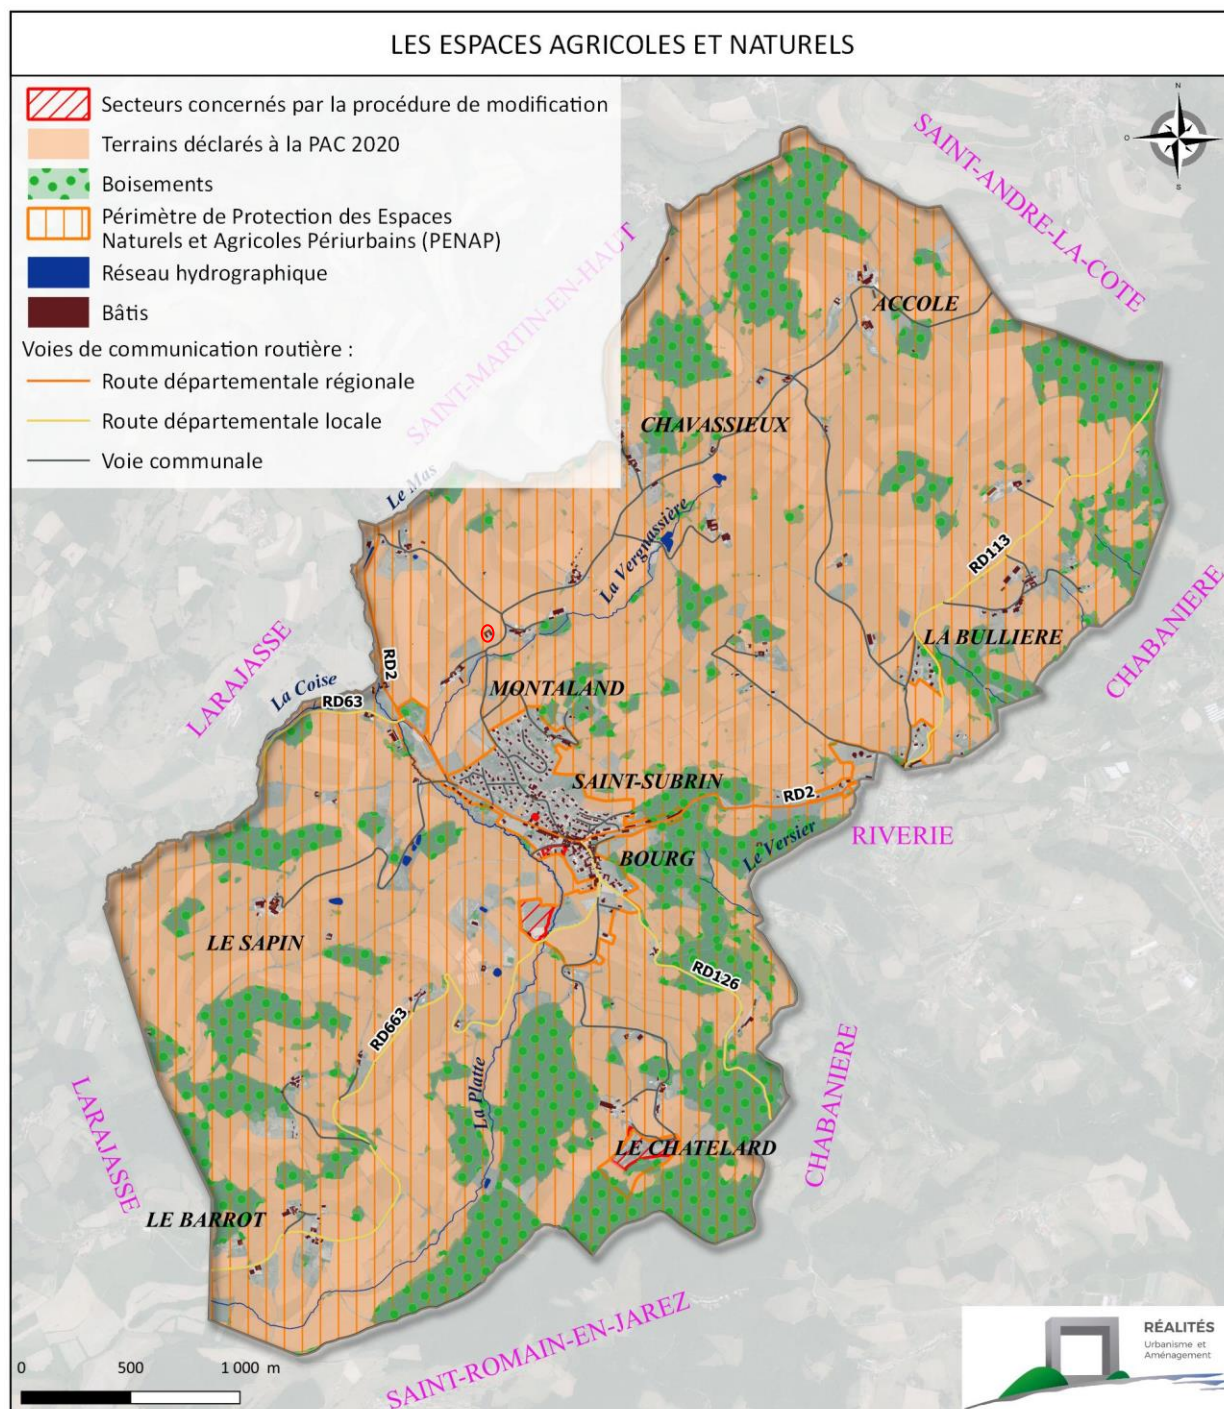 LES ESPACES AGRICOLES ET NATURELS
Secteurs concernés par la procédure de modification
Terrains déclarés à la PAC 2020
Boisements
Périmètre de Protection des Espaces
Naturels et Agricoles Périurbains (PENAP)
Réseau hydrographique
Bâtis
Voies de communication routière :
Route départementale régionale
Route départementale locale
Voie communale
N
O
E
S
SAINT-ANDRE-LA-COTE
SAINT-MARTIN-EN-HAUT
ACCOLE
CHAVASSIEUX
Le Mas
La Vergnassière
RD113
LARAJASSE
RD2
LA BULLIERE
CHABANIERE
La Coise
RD63
MONTALAND
SAINT-SUBRIN
RD2
RIVERIE
BOURG
Le Versier
LE SAPIN
RD126
RD663
La Platte
CHABANIERE
LARAJASSE
LE CHATELARD
LE BARROT
SAINT-ROMAIN-EN-JAREZ
0 500 1 000 m
RÉALITÉS
Urbanisme et
Aménagement